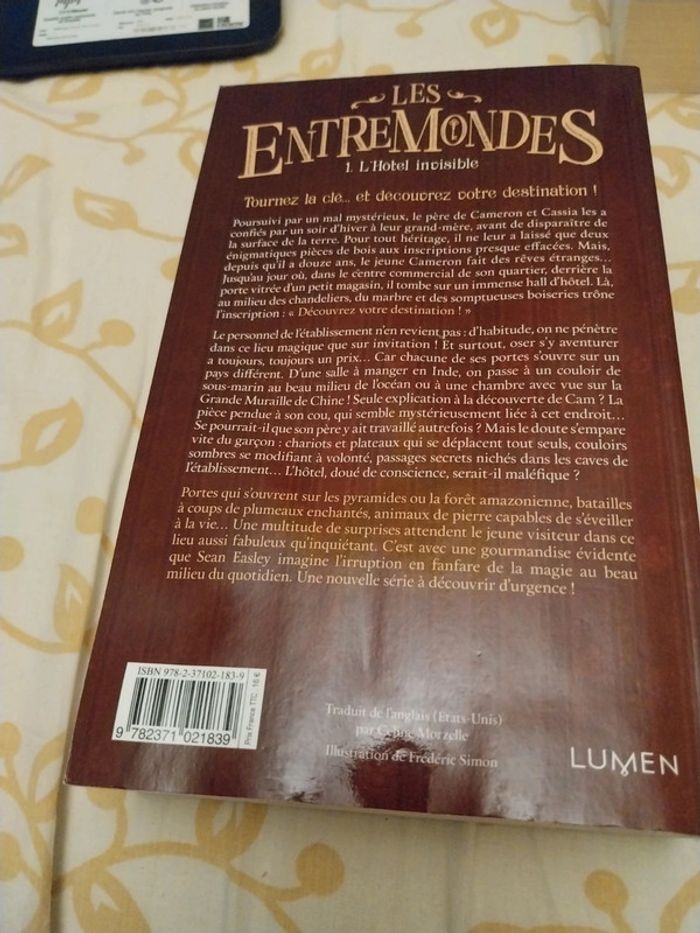 LES
ENTREMONDES
1. L'Hôtel invisible
Tournez la clé... et découvrez votre destination !
Poursuivi par un mal mystérieux, le père de Cameron et Cassia les a
confiés par un soir d'hiver à leur grand-mère, avant de disparaître de
la surface de la terre. Pour tout héritage, il ne leur a laissé que deux
énigmatiques pièces de bois aux inscriptions presque effacées. Mais,
depuis qu'il a douze ans, le jeune Cameron fait des rêves étranges...
Jusqu'au jour où, dans le centre commercial de son quartier, derrière la
porte vitrée d'un petit magasin, il tombe sur un immense hall d'hôtel. Là,
au milieu des chandeliers, du marbre et des somptueuses boiseries trône
l'inscription : « Découvrez votre destination ! »
Le personnel de l'établissement n'en revient pas : d'habitude, on ne pénètre
dans ce lieu magique que sur invitation ! Et surtout, oser s'y aventurer
a toujours, toujours un prix... Car chacune de ses portes s'ouvre sur un
pays différent. D'une salle à manger en Inde, on passe à un couloir de
sous-marin au beau milieu de l'océan ou à une chambre avec vue sur la
Grande Muraille de Chine ! Seule explication à la découverte de Cam ? La
pièce pendue à son cou, qui semble mystérieusement liée à cet endroit...
Se pourrait-il que son père y ait travaillé autrefois ? Mais le doute s'empare
vite du garçon : chariots et plateaux qui se déplacent tout seuls, couloirs
sombres se modifiant à volonté, passages secrets nichés dans les caves de
l'établissement... L'hôtel, doué de conscience, serait-il maléfique ?
Portes qui s'ouvrent sur les pyramides ou la forêt amazonienne, batailles
à coups de plumeaux enchantés, animaux de pierre capables de s'éveiller
à la vie... Une multitude de surprises attendent le jeune visiteur dans ce
lieu aussi fabuleux qu'inquiétant. C'est avec une gourmandise évidente
que Sean Easley imagine l'irruption en fanfare de la magie au beau
milieu du quotidien. Une nouvelle série à découvrir d'urgence !
ISBN 978-2-37102-183-9
9 782371 021839
Prix France TTC : 16 €
Traduit de l'anglais (États-Unis)
par Morzelle
Illustration de Frédéric Simon
LUMEN